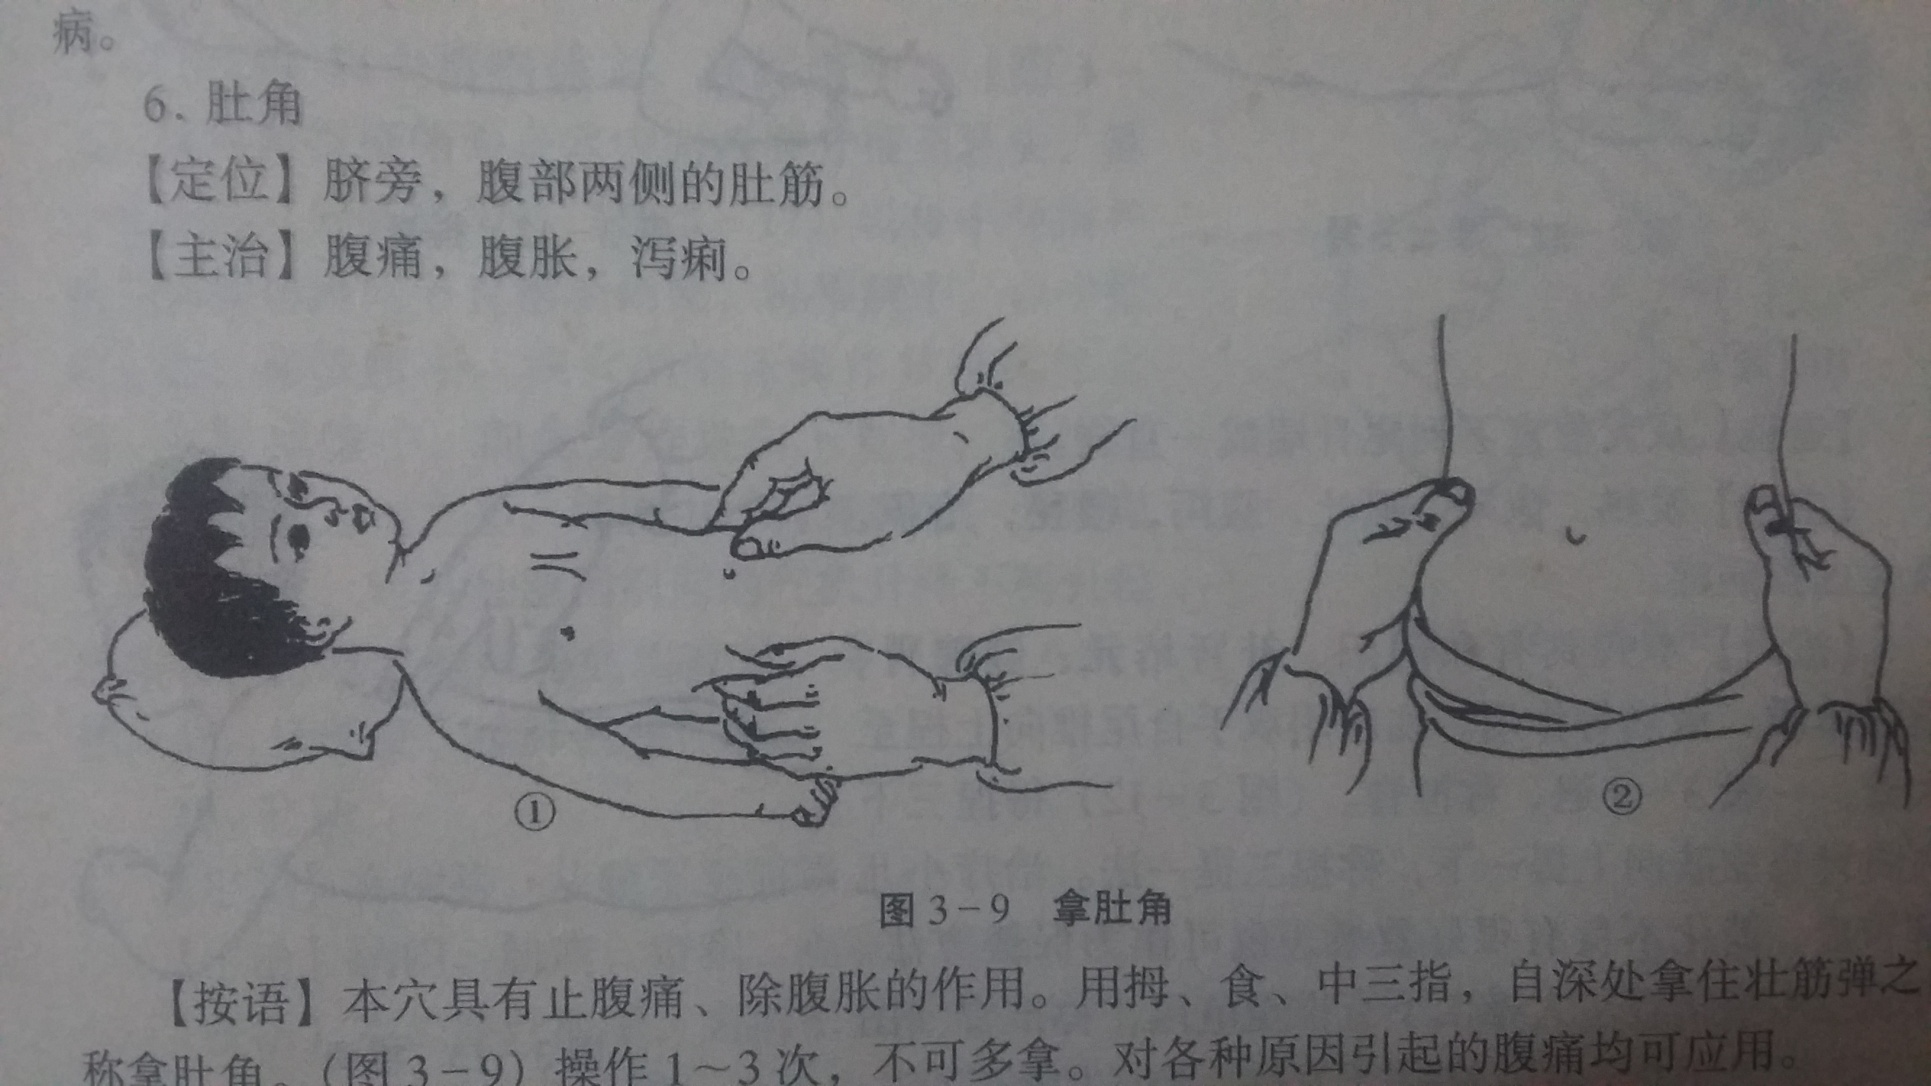 病。
6. 肚角
【定位】脐旁，腹部两侧的肚筋。
【主治】腹痛，腹胀，泻痢。
① ②
图 3-9 拿肚角
【按语】本穴具有止腹痛、除腹胀的作用。用拇、食、中三指，自深处拿住壮筋弹之
称拿肚角。（图 3-9）操作 1～3 次，不可多拿。对各种原因引起的腹痛均可应用。